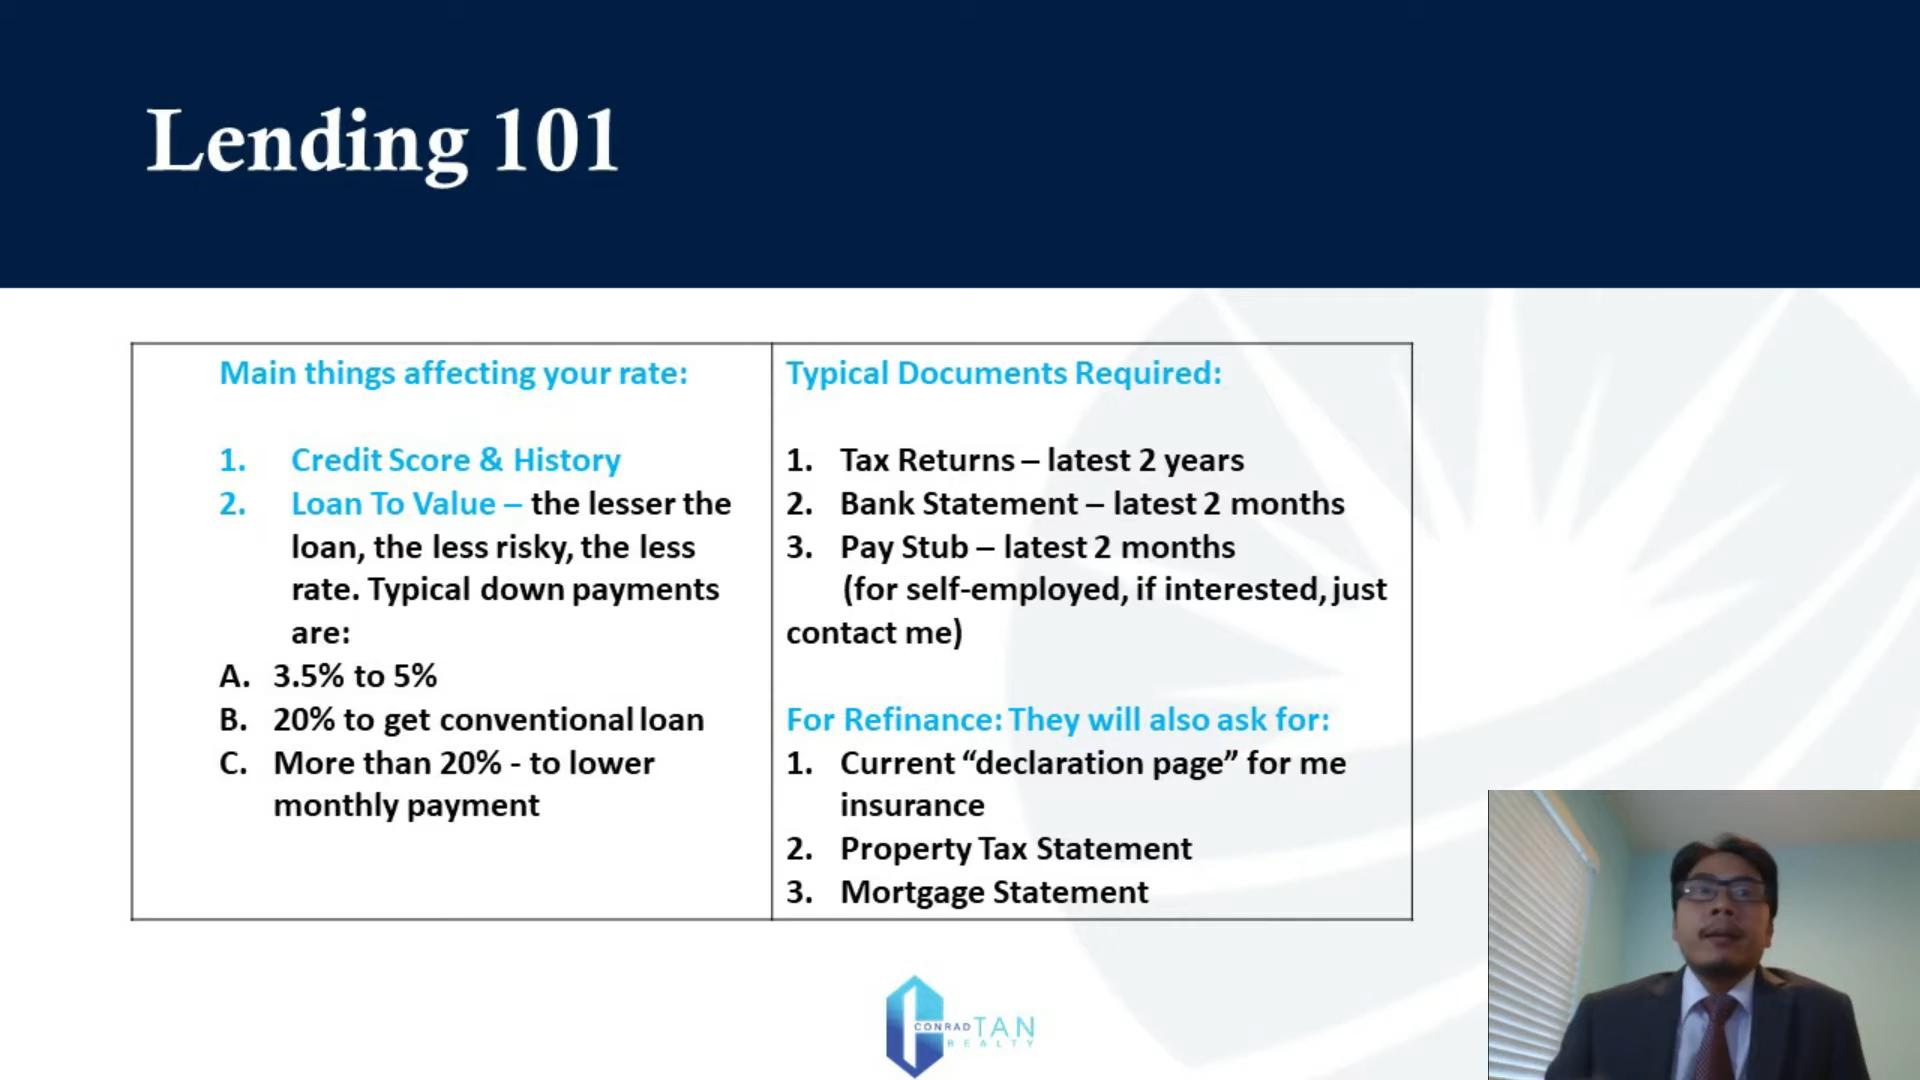 Lending 101
Main things affecting your rate:
1. Credit Score & History
2. Loan To Value – the lesser the
loan, the less risky, the less
rate. Typical down payments
are:
A. 3.5% to 5%
B. 20% to get conventional loan
C. More than 20% - to lower
monthly payment
Typical Documents Required:
1. Tax Returns – latest 2 years
2. Bank Statement – latest 2 months
3. Pay Stub – latest 2 months
(for self-employed, if interested, just
contact me)
For Refinance: They will also ask for:
1. Current “declaration page” for me
insurance
2. Property Tax Statement
3. Mortgage Statement
CONRAD TAN
REALTY